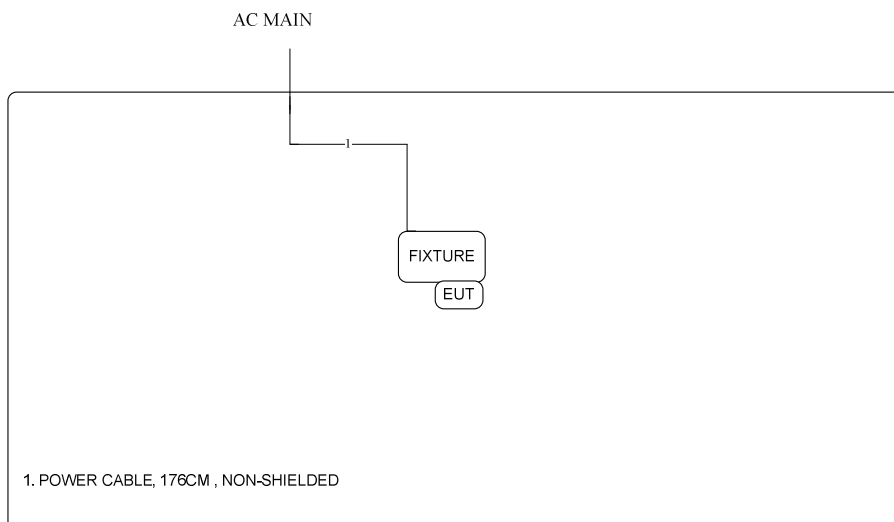 AC MAIN
1
FIXTURE
EUT
1. POWER CABLE, 176CM , NON-SHIELDED